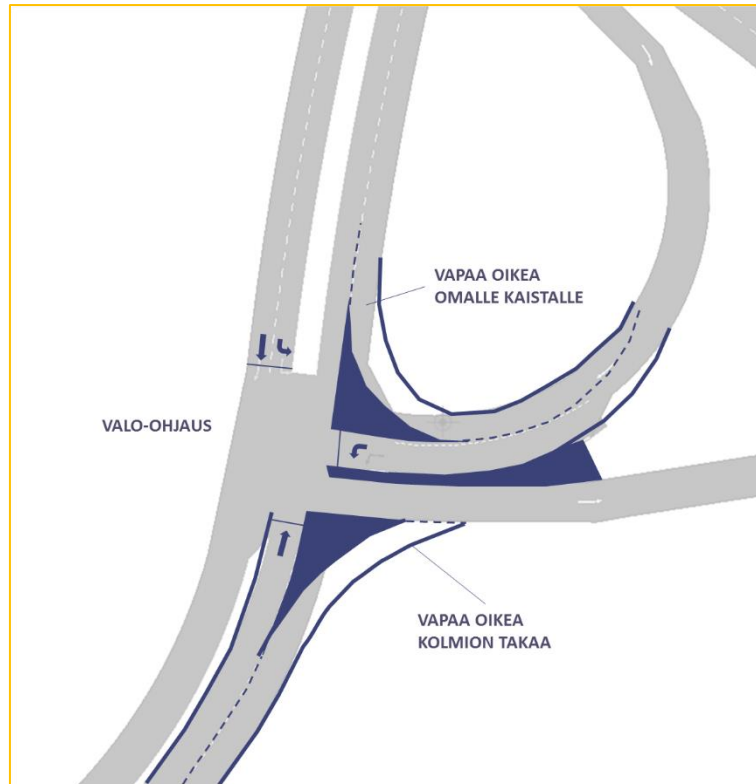 VAPAA OIKEA
OMALLE KAISTALLE
VALO-OHJAUS
VAPAA OIKEA
KOLMION TAKAA